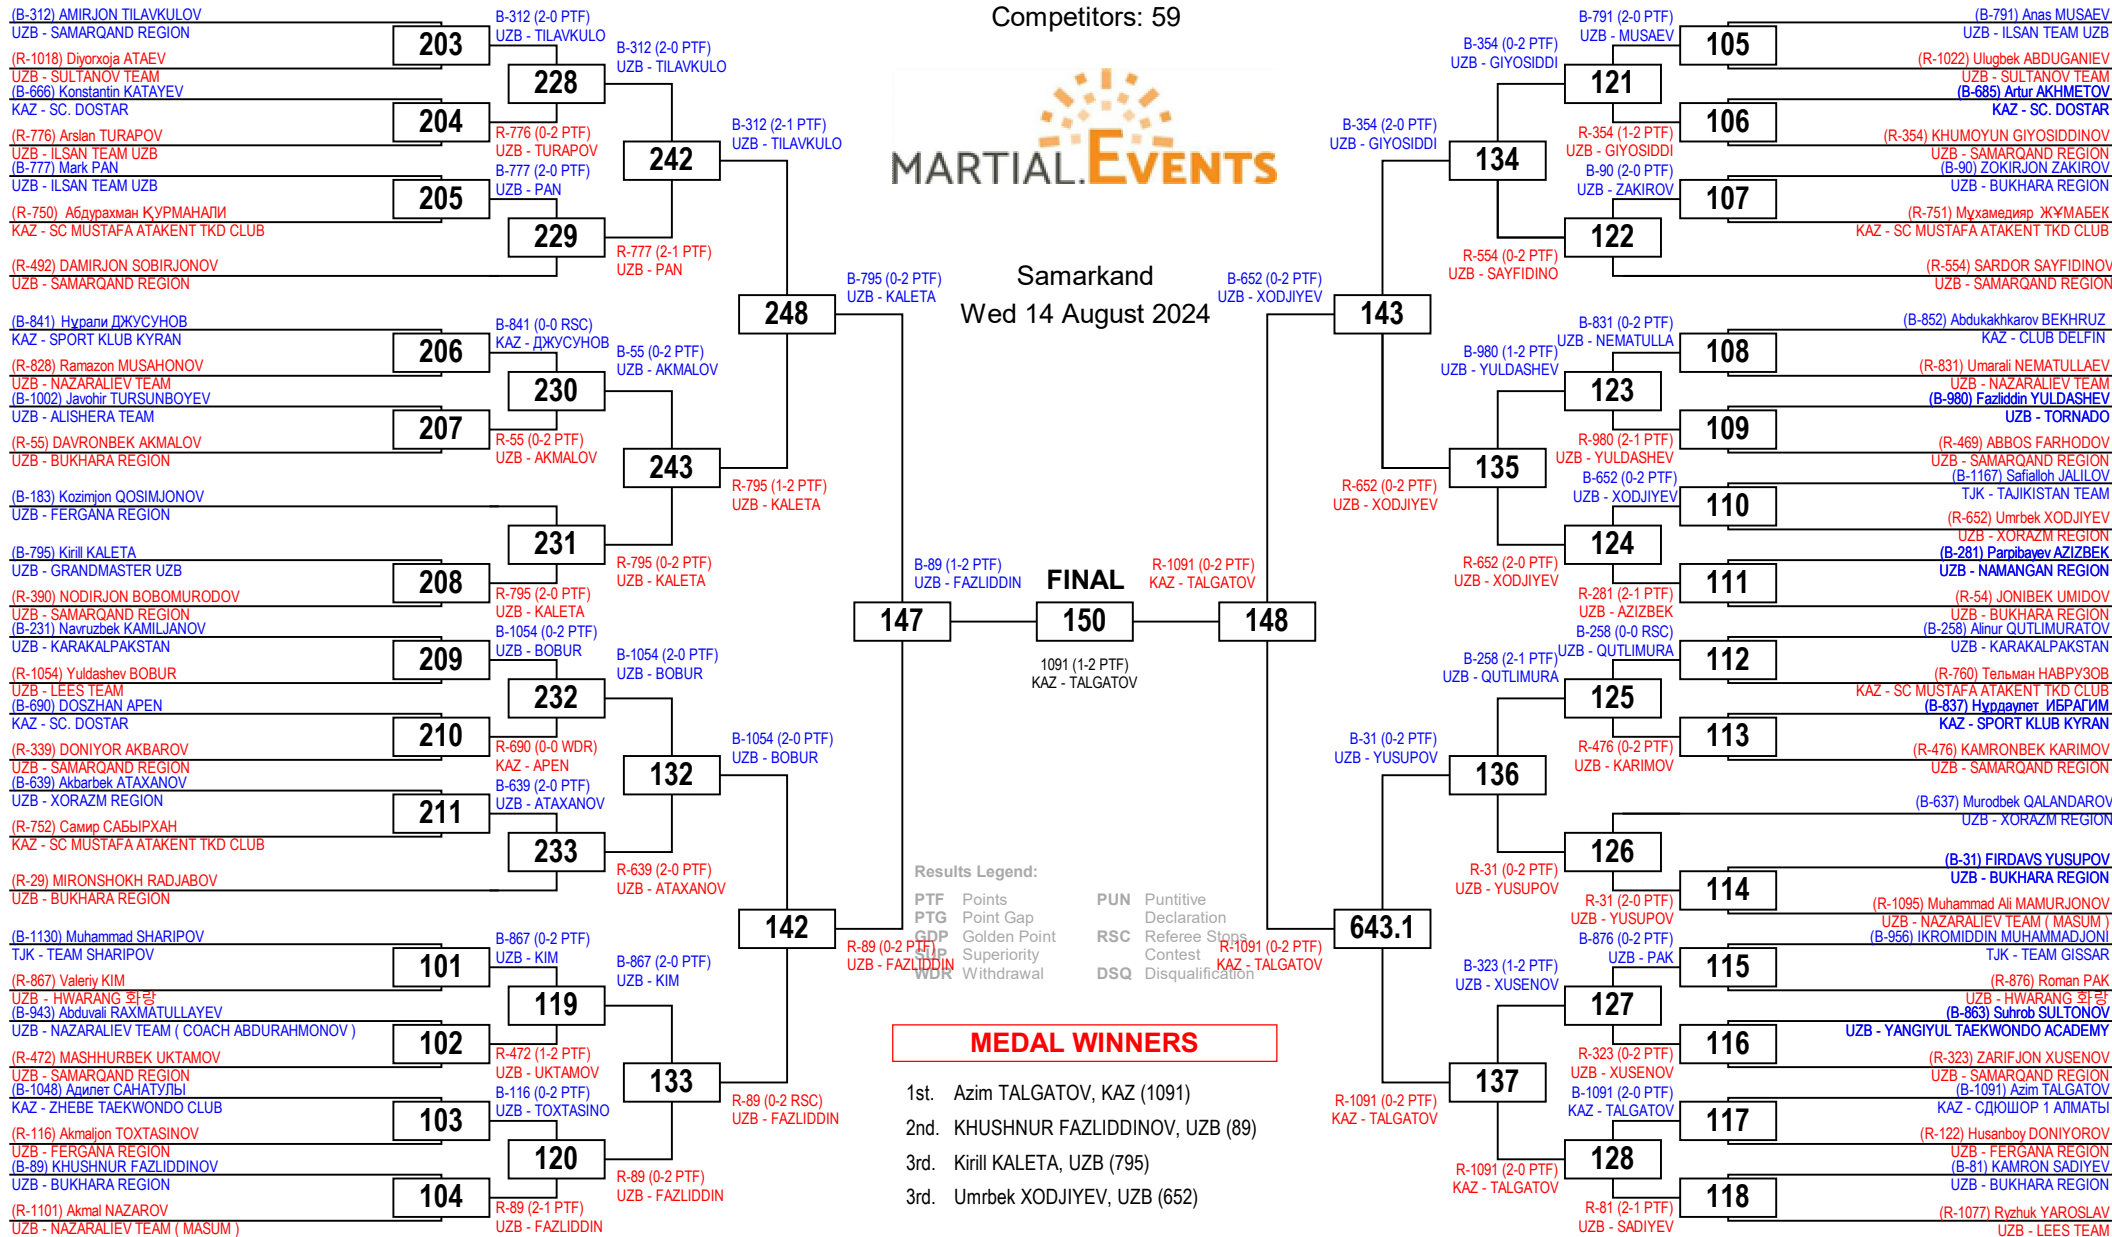 Competitors: 59
MARTIAL.EVENTS
Samarkand
Wed 14 August 2024
(B-312) AMIRJON TILAVKULOV
UZB - SAMARQAND REGION
(R-1018) Diyorxoja ATAEV
UZB - SULTANOV TEAM
(B-666) Konstantin KATAYEV
KAZ - SC. DOSTAR
(R-776) Arslan TURAPOV
UZB - ILSAN TEAM UZB
(B-777) Mark PAN
UZB - ILSAN TEAM UZB
(R-750) Абдурахман ҚУРМАНАЛИ
KAZ - SC MUSTAFA ATAKENT TKD CLUB
(R-492) DAMIRJON SOBIRJONOV
UZB - SAMARQAND REGION
(B-841) Нұрали ДЖУСУНОВ
KAZ - SPORT KLUB KYRAN
(R-828) Ramazon MUSAHONOV
UZB - NAZARALIEV TEAM
(B-1002) Javohir TURSUNBOYEV
UZB - ALISHERA TEAM
(R-55) DAVRONBEK AKMALOV
UZB - BUKHARA REGION
(B-183) Kozimjon QOSIMJONOV
UZB - FERGANA REGION
(B-795) Kirill KALETA
UZB - GRANDMASTER UZB
(R-390) NODIRJON BOBOMURODOV
UZB - SAMARQAND REGION
(B-231) Navruzbek KAMILJANOV
UZB - KARAKALPAKSTAN
(R-1054) Yuldashev BOBUR
UZB - LEES TEAM
(B-690) DOSZHAN APEN
KAZ - SC. DOSTAR
(R-339) DONIYOR AKBAROV
UZB - SAMARQAND REGION
(B-639) Akbarbek ATAXANOV
UZB - XORAZM REGION
(R-752) Самир САБЫРХАН
KAZ - SC MUSTAFA ATAKENT TKD CLUB
(R-29) MIRONSHOKH RADJABOV
UZB - BUKHARA REGION
(B-1130) Muhammad SHARIPOV
TJK - TEAM SHARIPOV
(R-867) Valeriy KIM
UZB - HWARANG 화랑
(B-943) Abduvali RAXMATULLAYEV
UZB - NAZARALIEV TEAM ( COACH ABDURAHMONOV )
(R-472) MASHHURBEK UKTAMOV
UZB - SAMARQAND REGION
(B-1048) Адилет САНАТУЛЫ
KAZ - ZHEBE TAEKWONDO CLUB
(R-116) Akmaljon TOXTASINOV
UZB - FERGANA REGION
(B-89) KHUSHNUR FAZLIDDINOV
UZB - BUKHARA REGION
(R-1101) Akmal NAZAROV
UZB - NAZARALIEV TEAM ( MASUM )
203
204
205
206
207
208
209
210
211
101
102
103
104
B-312 (2-0 PTF)
UZB - TILAVKULO
R-776 (0-2 PTF)
UZB - TURAPOV
B-777 (2-0 PTF)
UZB - PAN
B-841 (0-0 RSC)
KAZ - ДЖУСУНОВ
R-55 (0-2 PTF)
UZB - AKMALOV
R-795 (2-0 PTF)
UZB - KALETA
B-1054 (0-2 PTF)
UZB - BOBUR
R-690 (0-0 WDR)
KAZ - APEN
B-639 (2-0 PTF)
UZB - ATAXANOV
B-867 (0-2 PTF)
UZB - KIM
R-472 (1-2 PTF)
UZB - UKTAMOV
B-116 (0-2 PTF)
UZB - TOXTASINO
R-89 (2-1 PTF)
UZB - FAZLIDDIN
228
229
230
231
232
233
119
120
B-312 (2-0 PTF)
UZB - TILAVKULO
R-777 (2-1 PTF)
UZB - PAN
B-55 (0-2 PTF)
UZB - AKMALOV
R-795 (0-2 PTF)
UZB - KALETA
B-1054 (2-0 PTF)
UZB - BOBUR
R-639 (2-0 PTF)
UZB - ATAXANOV
B-867 (2-0 PTF)
UZB - KIM
R-89 (0-2 PTF)
UZB - FAZLIDDIN
242
243
132
133
B-312 (2-1 PTF)
UZB - TILAVKULO
R-795 (1-2 PTF)
UZB - KALETA
B-1054 (2-0 PTF)
UZB - BOBUR
R-89 (0-2 RSC)
UZB - FAZLIDDIN
248
142
B-795 (0-2 PTF)
UZB - KALETA
R-89 (0-2 PTF)
UZB - FAZLIDDIN
147
B-89 (1-2 PTF)
UZB - FAZLIDDIN
FINAL
150
1091 (1-2 PTF)
KAZ - TALGATOV
R-1091 (0-2 PTF)
KAZ - TALGATOV
148
B-652 (0-2 PTF)
UZB - XODJIYEV
R-1091 (0-2 PTF)
KAZ - TALGATOV
143
643.1
B-354 (2-0 PTF)
UZB - GIYOSIDDI
R-652 (0-2 PTF)
UZB - XODJIYEV
B-31 (0-2 PTF)
UZB - YUSUPOV
R-1091 (0-2 PTF)
KAZ - TALGATOV
134
135
136
137
B-354 (0-2 PTF)
UZB - GIYOSIDDI
R-554 (0-2 PTF)
UZB - SAYFIDINO
B-980 (1-2 PTF)
UZB - YULDASHEV
R-652 (2-0 PTF)
UZB - XODJIYEV
B-258 (2-1 PTF)
UZB - QUTLIMURA
R-31 (0-2 PTF)
UZB - YUSUPOV
B-323 (1-2 PTF)
UZB - XUSENOV
R-1091 (2-0 PTF)
KAZ - TALGATOV
121
122
123
124
125
126
127
128
B-791 (2-0 PTF)
UZB - MUSAEV
R-354 (1-2 PTF)
UZB - GIYOSIDDI
B-90 (2-0 PTF)
UZB - ZAKIROV
B-831 (0-2 PTF)
UZB - NEMATULLA
R-980 (2-1 PTF)
UZB - YULDASHEV
B-652 (0-2 PTF)
UZB - XODJIYEV
R-281 (2-1 PTF)
UZB - AZIZBEK
B-258 (0-0 RSC)
UZB - QUTLIMURA
R-476 (0-2 PTF)
UZB - KARIMOV
R-31 (2-0 PTF)
UZB - YUSUPOV
B-876 (0-2 PTF)
UZB - PAK
R-323 (0-2 PTF)
UZB - XUSENOV
B-1091 (2-0 PTF)
KAZ - TALGATOV
R-81 (2-1 PTF)
UZB - SADIYEV
105
106
107
108
109
110
111
112
113
114
115
116
117
118
(B-791) Anas MUSAEV
UZB - ILSAN TEAM UZB
(R-1022) Ulugbek ABDUGANIEV
UZB - SULTANOV TEAM
(B-685) Artur AKHMETOV
KAZ - SC. DOSTAR
(R-354) KHUMOYUN GIYOSIDDINOV
UZB - SAMARQAND REGION
(B-90) ZOKIRJON ZAKIROV
UZB - BUKHARA REGION
(R-751) Мұхамедияр ЖҰМАБЕК
KAZ - SC MUSTAFA ATAKENT TKD CLUB
(R-554) SARDOR SAYFIDINOV
UZB - SAMARQAND REGION
(B-852) Abdukakhkarov BEKHRUZ
KAZ - CLUB DELFIN
(R-831) Umarali NEMATULLAEV
UZB - NAZARALIEV TEAM
(B-980) Fazliddin YULDASHEV
UZB - TORNADO
(R-469) ABBOS FARHODOV
UZB - SAMARQAND REGION
(B-1167) Safialloh JALILOV
TJK - TAJIKISTAN TEAM
(R-652) Umrbek XODJIYEV
UZB - XORAZM REGION
(B-281) Parpibayev AZIZBEK
UZB - NAMANGAN REGION
(R-54) JONIBEK UMIDOV
UZB - BUKHARA REGION
(B-258) Alinur QUTLIMURATOV
UZB - KARAKALPAKSTAN
(R-760) Тельман НАВРУЗОВ
KAZ - SC MUSTAFA ATAKENT TKD CLUB
(B-837) Нұрдаулет ИБРАГИМ
KAZ - SPORT KLUB KYRAN
(R-476) KAMRONBEK KARIMOV
UZB - SAMARQAND REGION
(B-637) Murodbek QALANDAROV
UZB - XORAZM REGION
(B-31) FIRDAVS YUSUPOV
UZB - BUKHARA REGION
(R-1095) Muhammad Ali MAMURJONOV
UZB - NAZARALIEV TEAM ( MASUM )
(B-956) IKROMIDDIN MUHAMMADJONI
TJK - TEAM GISSAR
(R-876) Roman PAK
UZB - HWARANG 화랑
(B-863) Suhrob SULTONOV
UZB - YANGIYUL TAEKWONDO ACADEMY
(R-323) ZARIFJON XUSENOV
UZB - SAMARQAND REGION
(B-1091) Azim TALGATOV
KAZ - СДЮШОР 1 АЛМАТЫ
(R-122) Husanboy DONIYOROV
UZB - FERGANA REGION
(B-81) KAMRON SADIYEV
UZB - BUKHARA REGION
(R-1077) Ryzhuk YAROSLAV
UZB - LEES TEAM
Results Legend:
PTF Points
PTG Point Gap
GDP Golden Point
SUP Superiority
WDR Withdrawal
PUN Puntitive
Declaration
RSC Referee Stops
Contest
DSQ Disqualification
MEDAL WINNERS
1st. Azim TALGATOV, KAZ (1091)
2nd. KHUSHNUR FAZLIDDINOV, UZB (89)
3rd. Kirill KALETA, UZB (795)
3rd. Umrbek XODJIYEV, UZB (652)